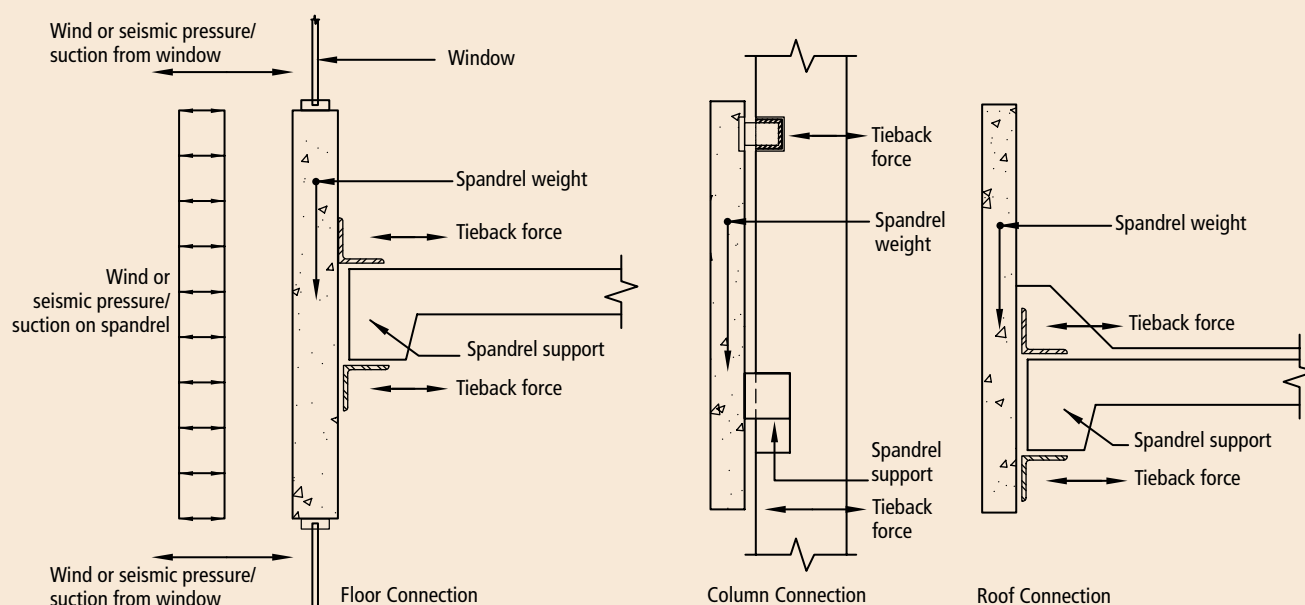 Wind or seismic pressure/
suction from window
Window
Spandrel weight
Tieback force
Wind or
seismic pressure/
suction on spandrel
Spandrel support
Tieback force
Wind or seismic pressure/
suction from window
Floor Connection
Tieback
force
Spandrel
weight
Spandrel
support
Tieback
force
Column Connection
Spandrel weight
Tieback force
Spandrel support
Tieback force
Roof Connection